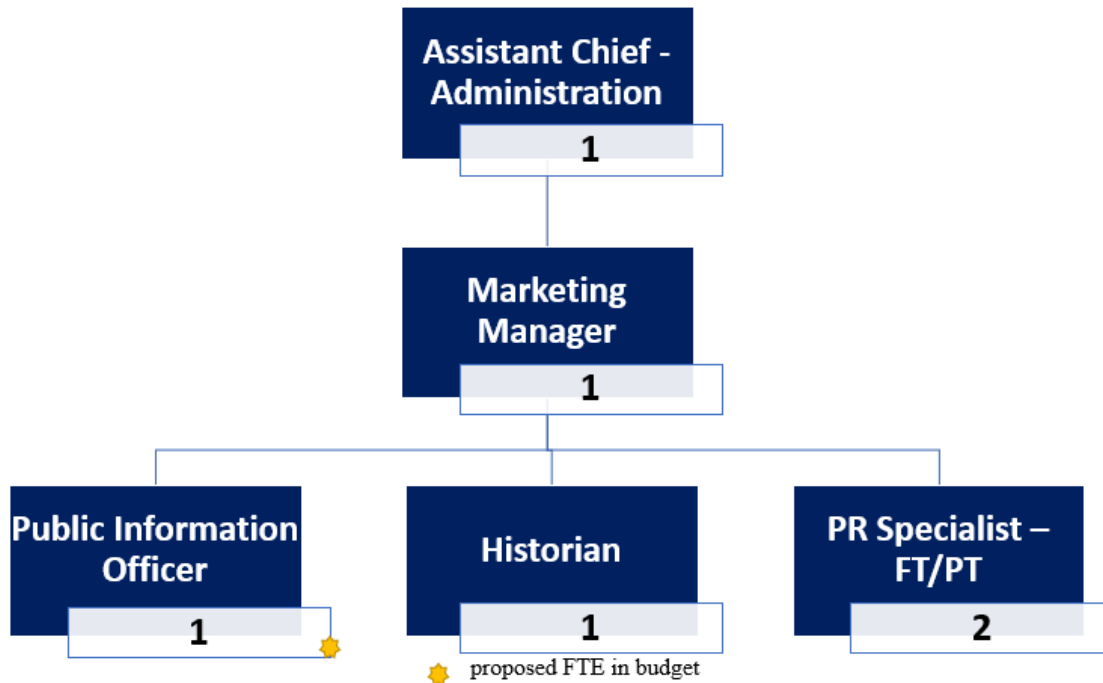 Assistant Chief -
Administration
1
Marketing
Manager
1
Public Information
Officer
1
Historian
1
PR Specialist –
FT/PT
2
proposed FTE in budget